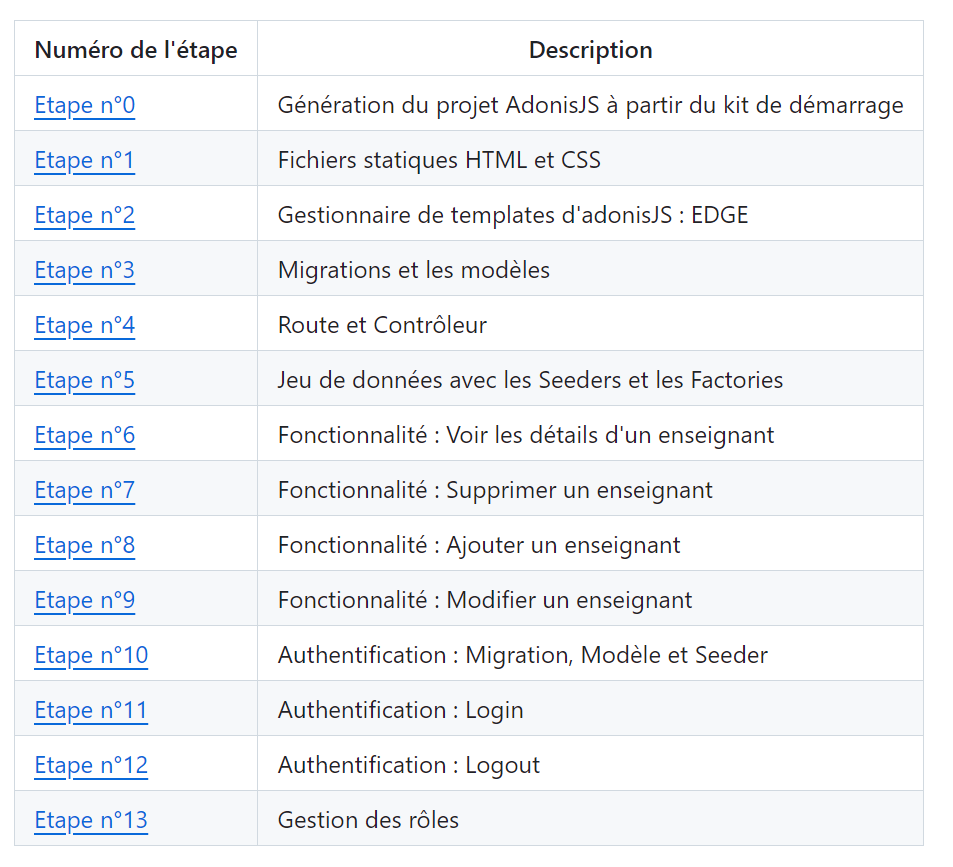 Numéro de l'étape Description
Etape n°0 Génération du projet AdonisJS à partir du kit de démarrage
Etape n°1 Fichiers statiques HTML et CSS
Etape n°2 Gestionnaire de templates d'adonisJS : EDGE
Etape n°3 Migrations et les modèles
Etape n°4 Route et Contrôleur
Etape n°5 Jeu de données avec les Seeders et les Factories
Etape n°6 Fonctionnalité : Voir les détails d'un enseignant
Etape n°7 Fonctionnalité : Supprimer un enseignant
Etape n°8 Fonctionnalité : Ajouter un enseignant
Etape n°9 Fonctionnalité : Modifier un enseignant
Etape n°10 Authentification : Migration, Modèle et Seeder
Etape n°11 Authentification : Login
Etape n°12 Authentification : Logout
Etape n°13 Gestion des rôles